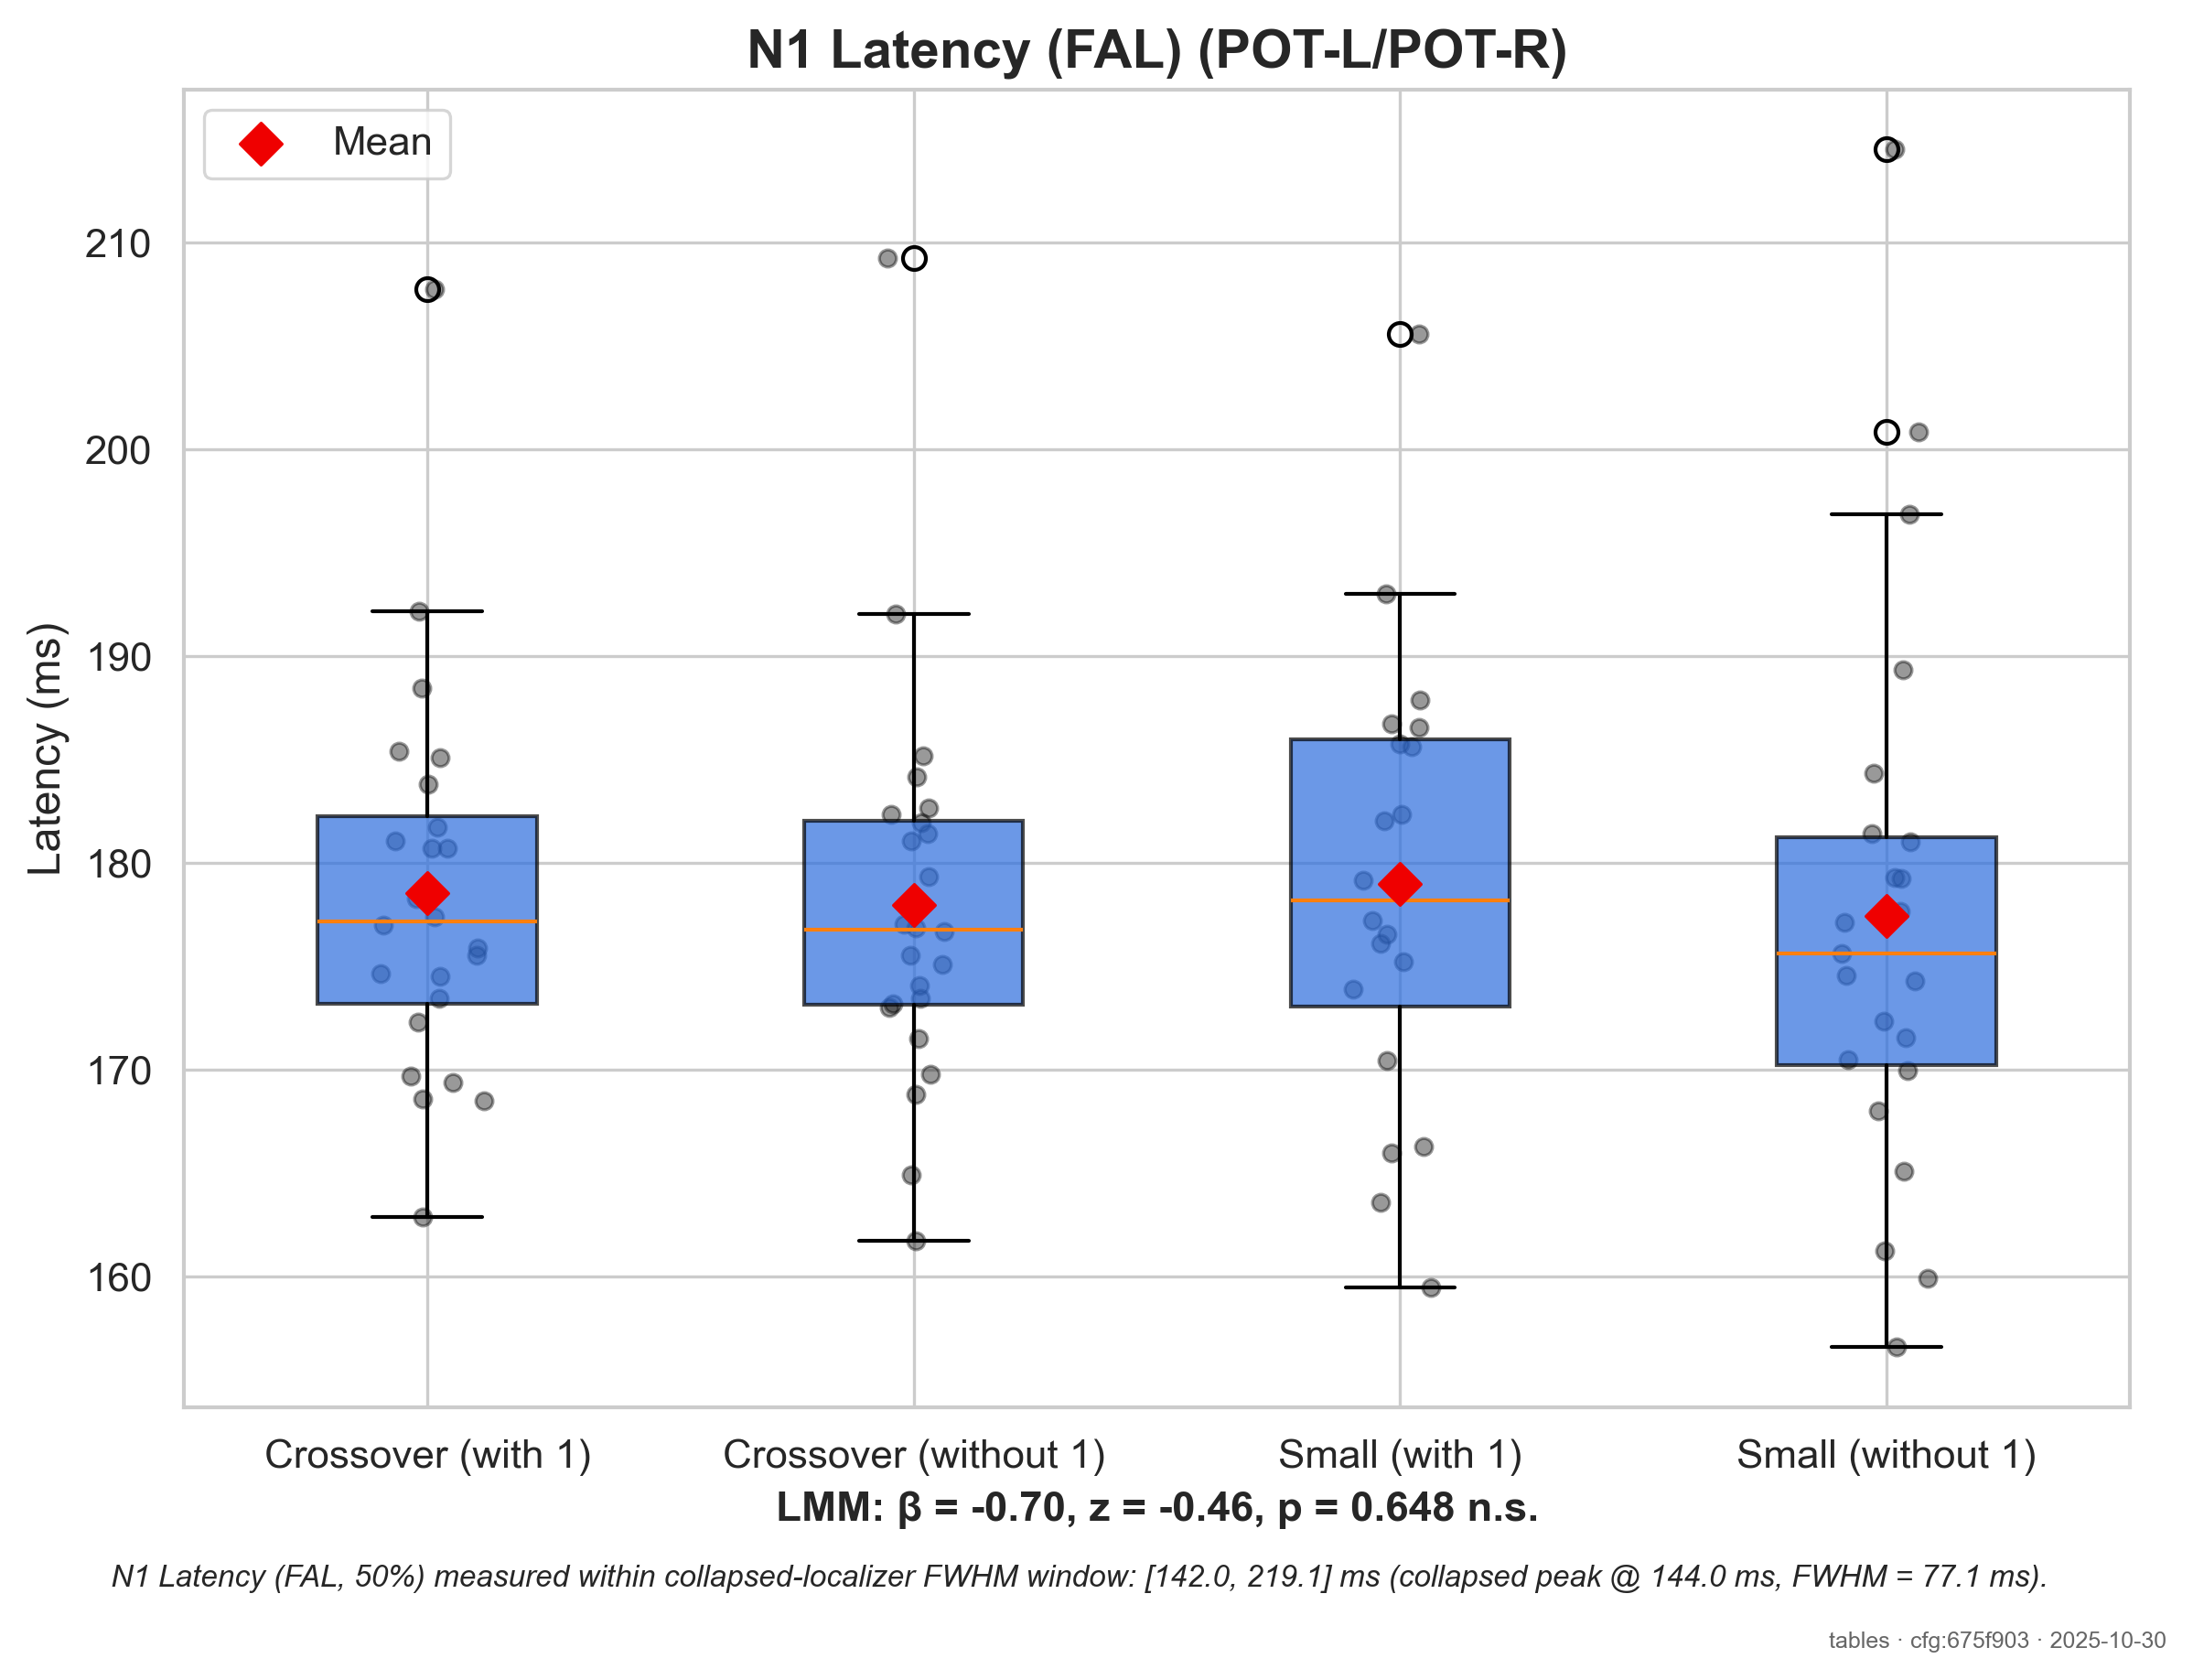 N1 Latency (FAL) (POT-L/POT-R)
Mean
Latency (ms)
210
200
190
180
170
160
Crossover (with 1)
Crossover (without 1)
Small (with 1)
Small (without 1)
LMM: β = -0.70, z = -0.46, p = 0.648 n.s.
N1 Latency (FAL, 50%) measured within collapsed-localizer FWHM window: [142.0, 219.1] ms (collapsed peak @ 144.0 ms, FWHM = 77.1 ms).
tables · cfg:675f903 · 2025-10-30